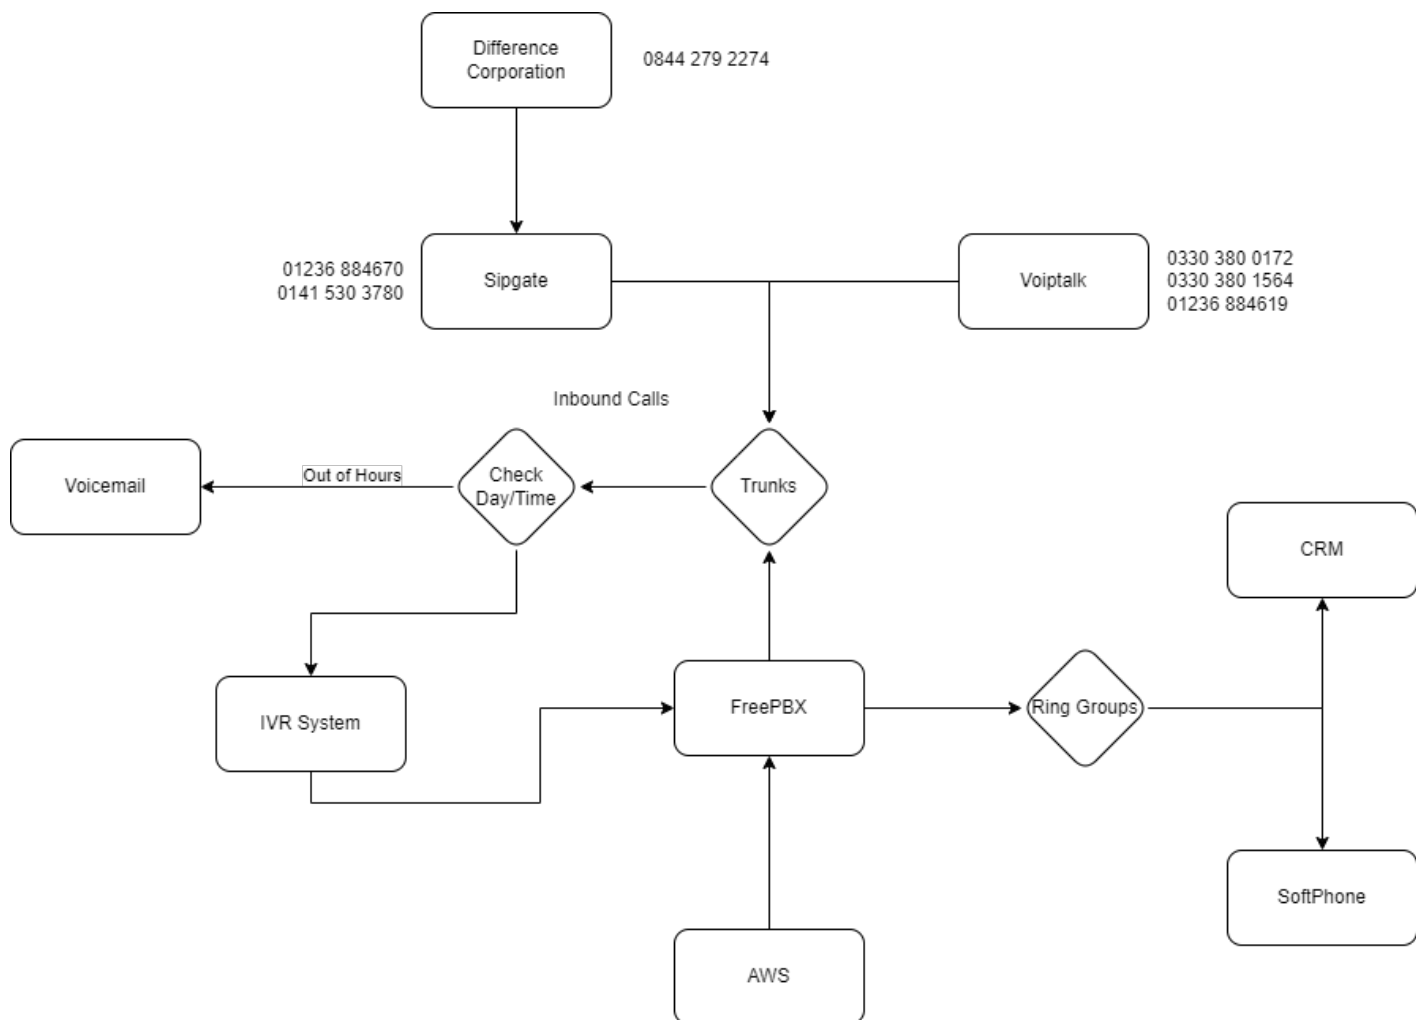 Difference
Corporation
0844 279 2274
01236 884670
0141 530 3780
Sipgate
Voiptalk
0330 380 0172
0330 380 1564
01236 884619
Inbound Calls
Voicemail
Out of Hours
Check
Day/Time
Trunks
CRM
IVR System
FreePBX
Ring Groups
SoftPhone
AWS